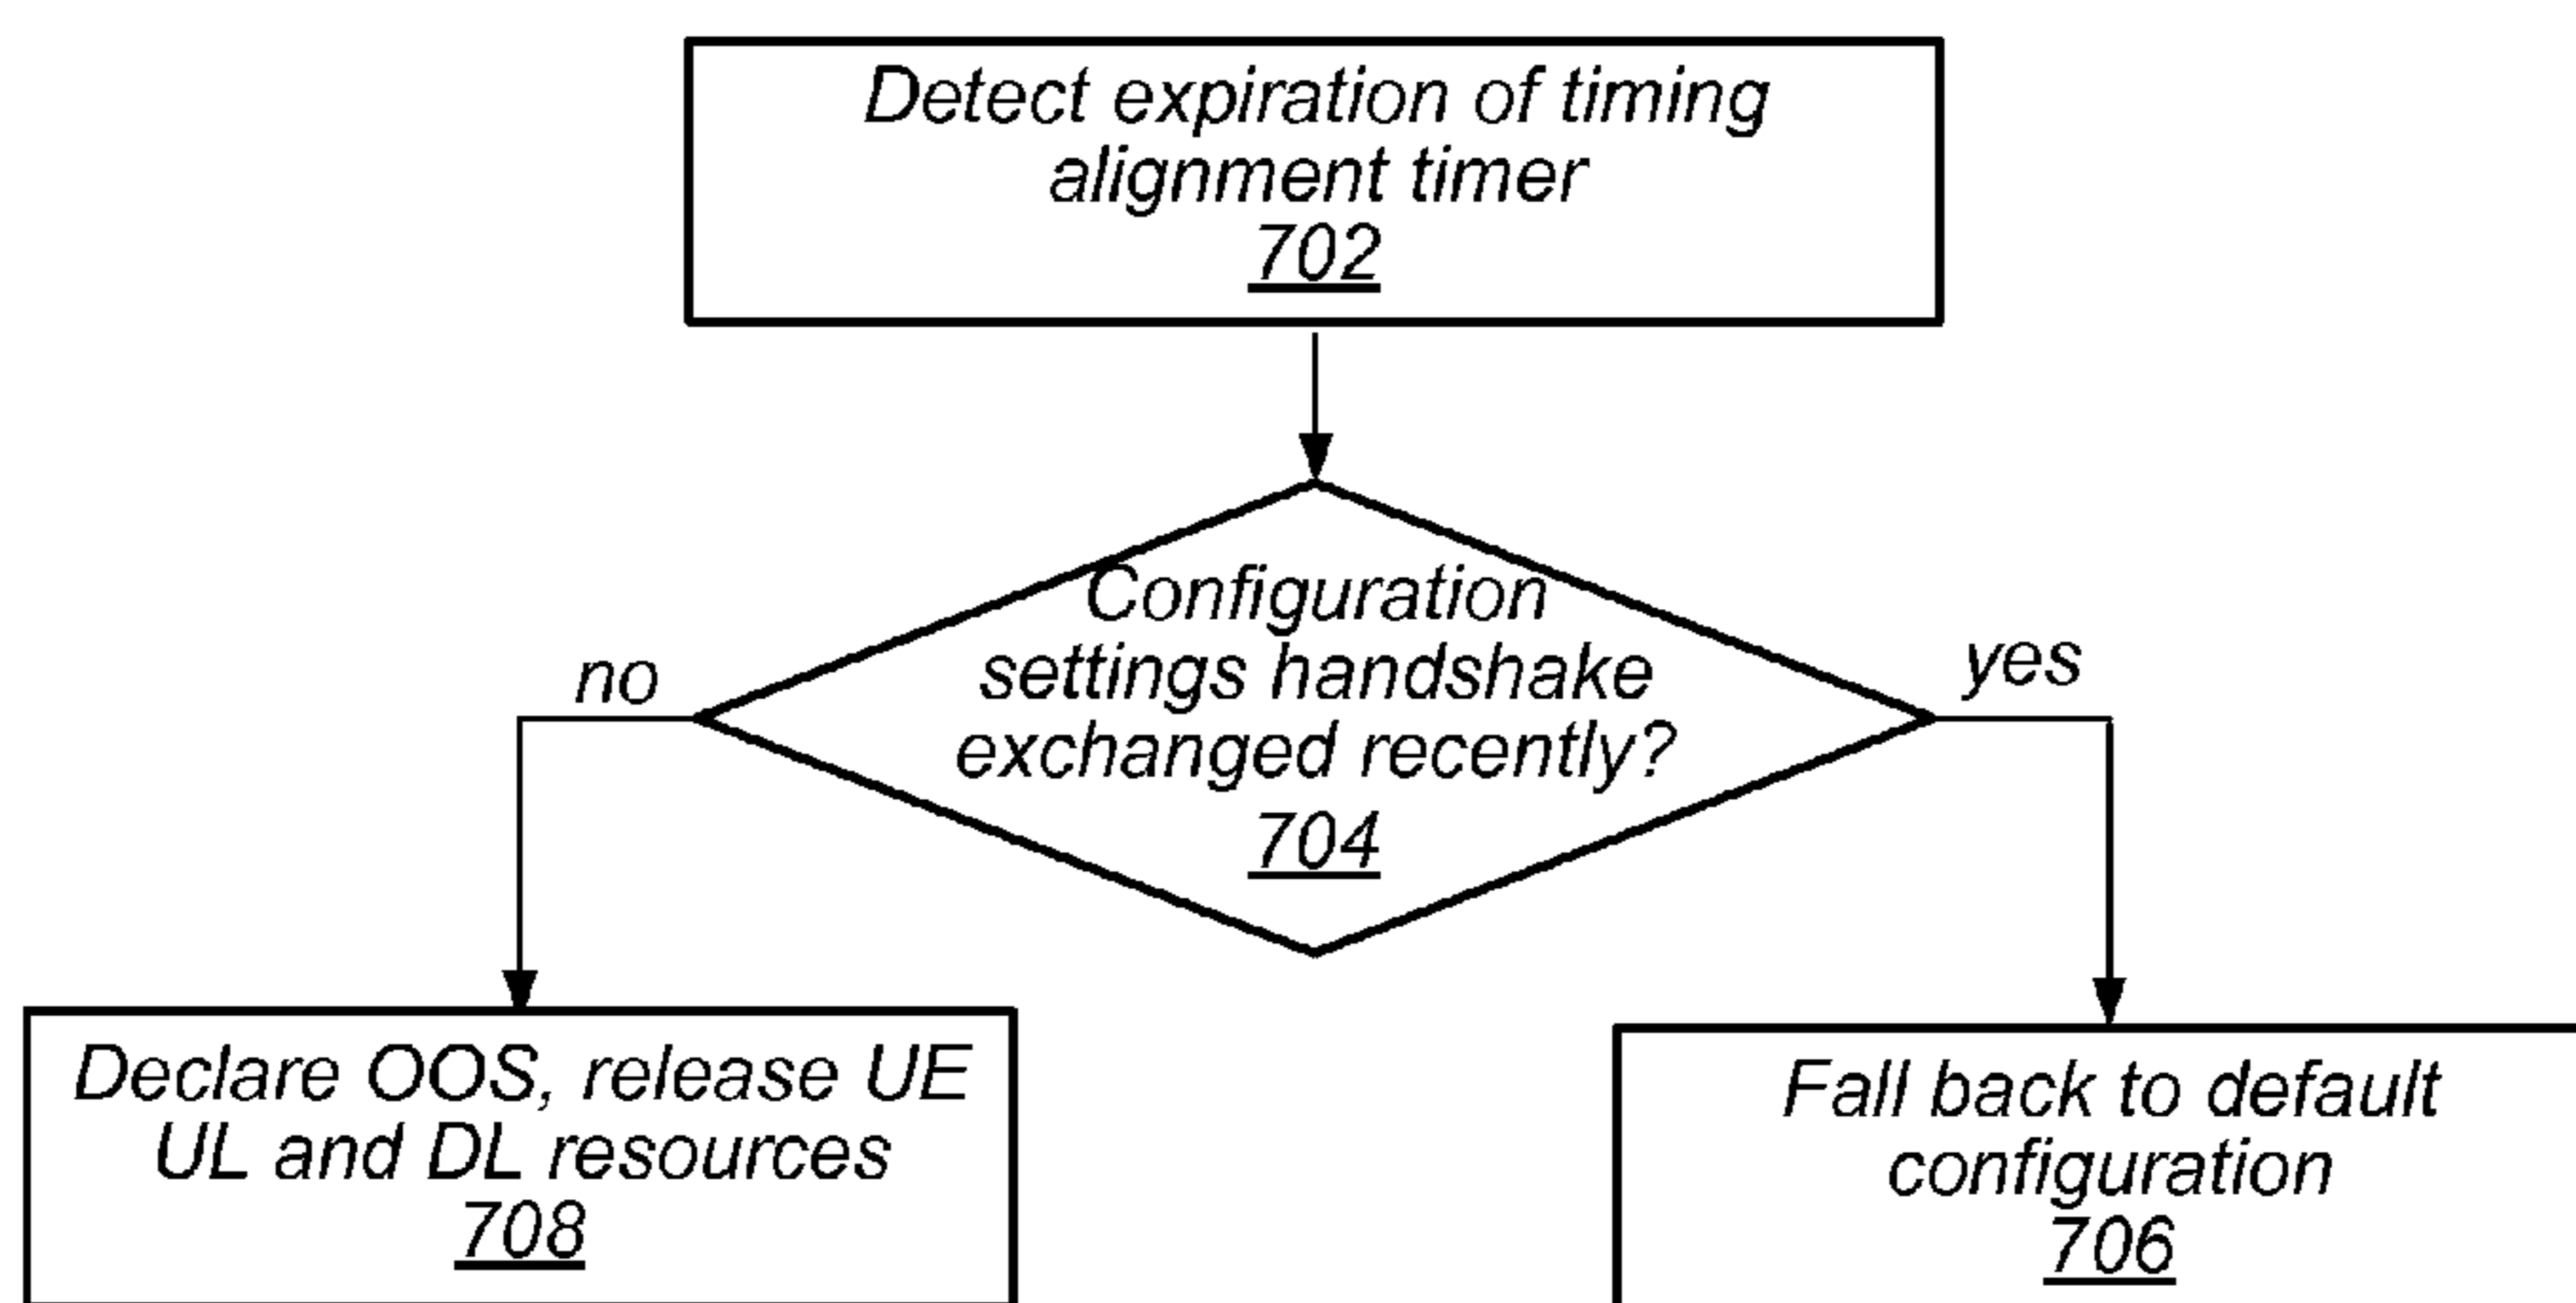 Detect expiration of timing
alignment timer
702
Configuration
settings handshake
exchanged recently?
704
no
yes
Declare OOS, release UE
UL and DL resources
708
Fall back to default
configuration
706